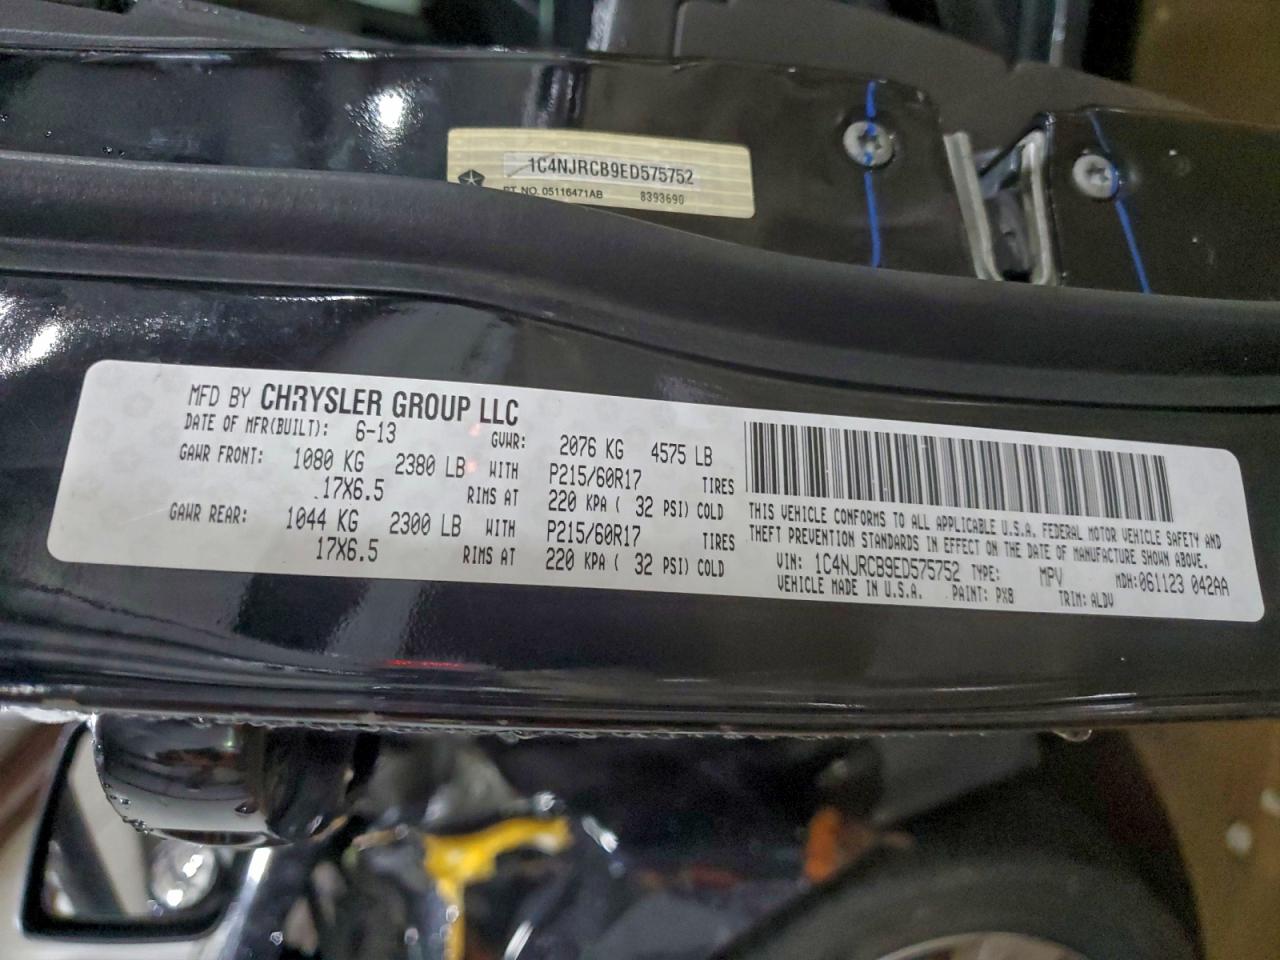 1C4NJRCB9ED575752
PT NO. 05116471AB 8393690
MFD BY CHRYSLER GROUP LLC
DATE OF MFR(BUILT): 6-13 GVWR: 2076 KG 4575 LB
GAWR FRONT: 1080 KG 2380 LB WITH P215/60R17 TIRES
17X6.5 RIMS AT 220 KPA ( 32 PSI) COLD
GAWR REAR: 1044 KG 2300 LB WITH P215/60R17 TIRES
17X6.5 RIMS AT 220 KPA ( 32 PSI) COLD
THIS VEHICLE CONFORMS TO ALL APPLICABLE U.S.A. FEDERAL MOTOR VEHICLE SAFETY AND
THEFT PREVENTION STANDARDS IN EFFECT ON THE DATE OF MANUFACTURE SHOWN ABOVE.
VIN: 1C4NJRCB9ED575752 TYPE: MPV MDH:061123 042AA
VEHICLE MADE IN U.S.A. PAINT: PX8 TRIM: ALDV